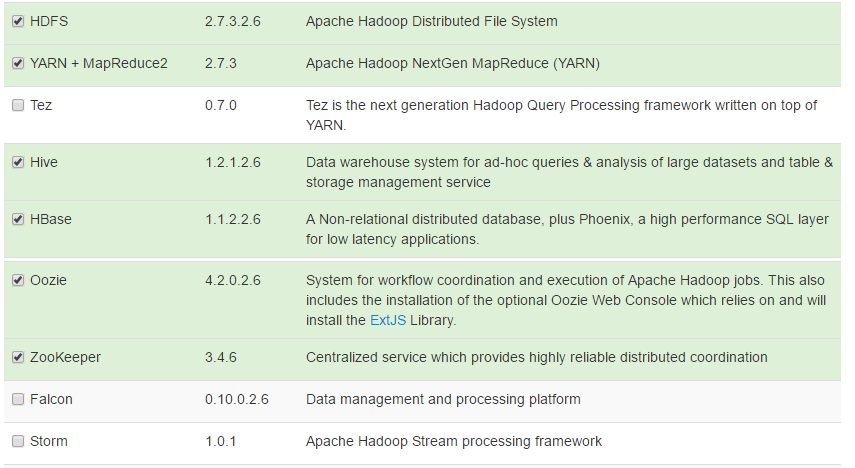 HDFS 2.7.3.2.6 Apache Hadoop Distributed File System
YARN + MapReduce2 2.7.3 Apache Hadoop NextGen MapReduce (YARN)
Tez 0.7.0 Tez is the next generation Hadoop Query Processing framework written on top of
YARN.
Hive 1.2.1.2.6 Data warehouse system for ad-hoc queries & analysis of large datasets and table &
storage management service
HBase 1.1.2.2.6 A Non-relational distributed database, plus Phoenix, a high performance SQL layer
for low latency applications.
Oozie 4.2.0.2.6 System for workflow coordination and execution of Apache Hadoop jobs. This also
includes the installation of the optional Oozie Web Console which relies on and will
install the ExtJS Library.
ZooKeeper 3.4.6 Centralized service which provides highly reliable distributed coordination
Falcon 0.10.0.2.6 Data management and processing platform
Storm 1.0.1 Apache Hadoop Stream processing framework